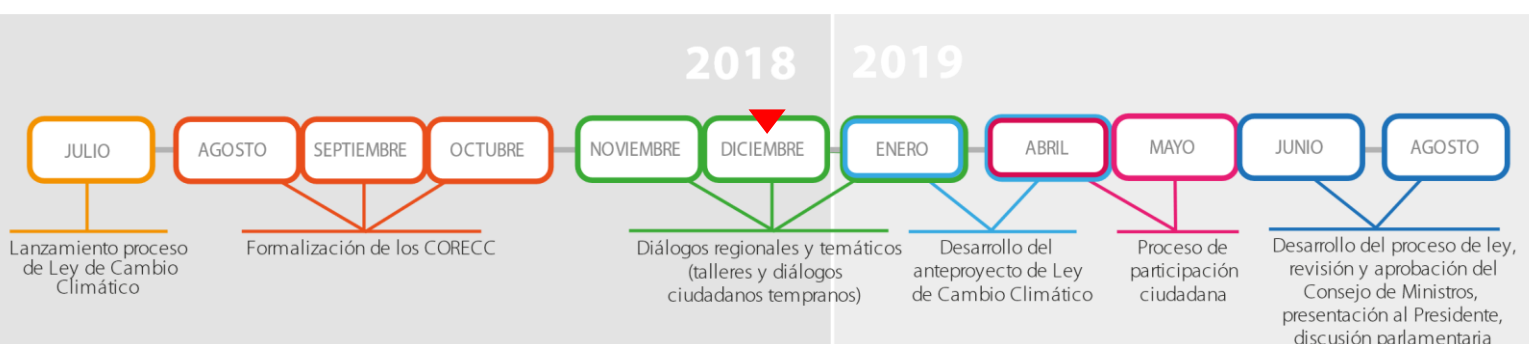 2018
2019
JULIO
AGOSTO
SEPTIEMBRE
OCTUBRE
NOVIEMBRE
DICIEMBRE
ENERO
ABRIL
MAYO
JUNIO
AGOSTO
Lanzamiento proceso
de Ley de Cambio
Climático
Formalización de los CORECC
Diálogos regionales y temáticos
(talleres y diálogos
ciudadanos tempranos)
Desarrollo del
anteproyecto de Ley
de Cambio Climático
Proceso de
participación
ciudadana
Desarrollo del proceso de ley,
revisión y aprobación del
Consejo de Ministros,
presentación al Presidente,
discusión parlamentaria